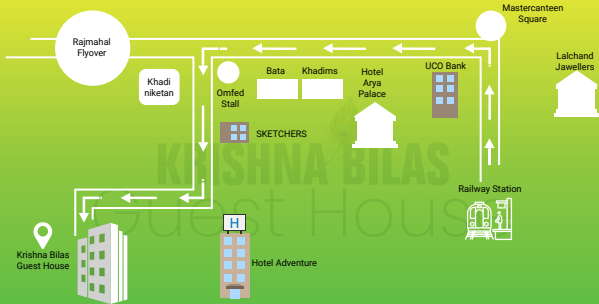 Mastercanteen
Square
Rajmahal
Flyover
Lalchand
Jewellers
Khadi
niketan
Omfed
Stall
Bata
Khadims
Hotel
Arya
Palace
UCO Bank
SKETCHERS
KRISHNA BILAS
Guest House
Railway Station
H
Krishna Bilas
Guest House
Hotel Adventure